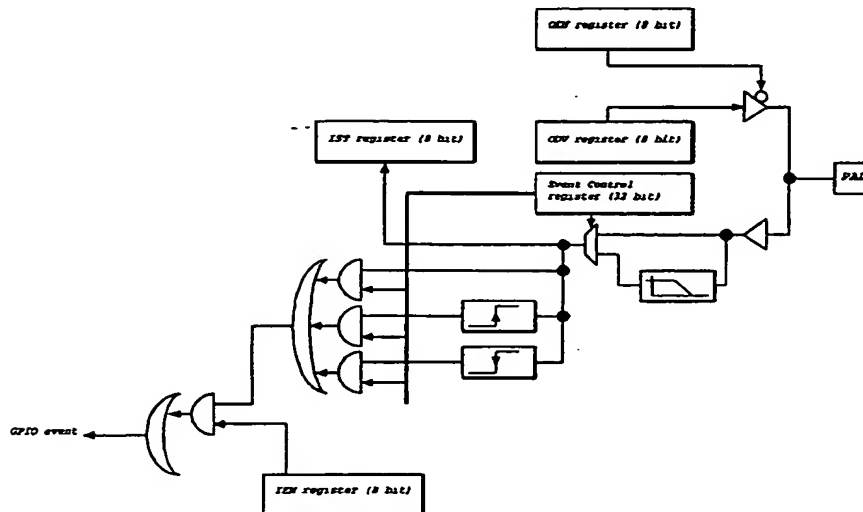 OEN register (8 bit)
IST register (8 bit)
ODV register (8 bit)
Event Control
register (32 bit)
PAD
GPIO event
IEN register (8 bit)